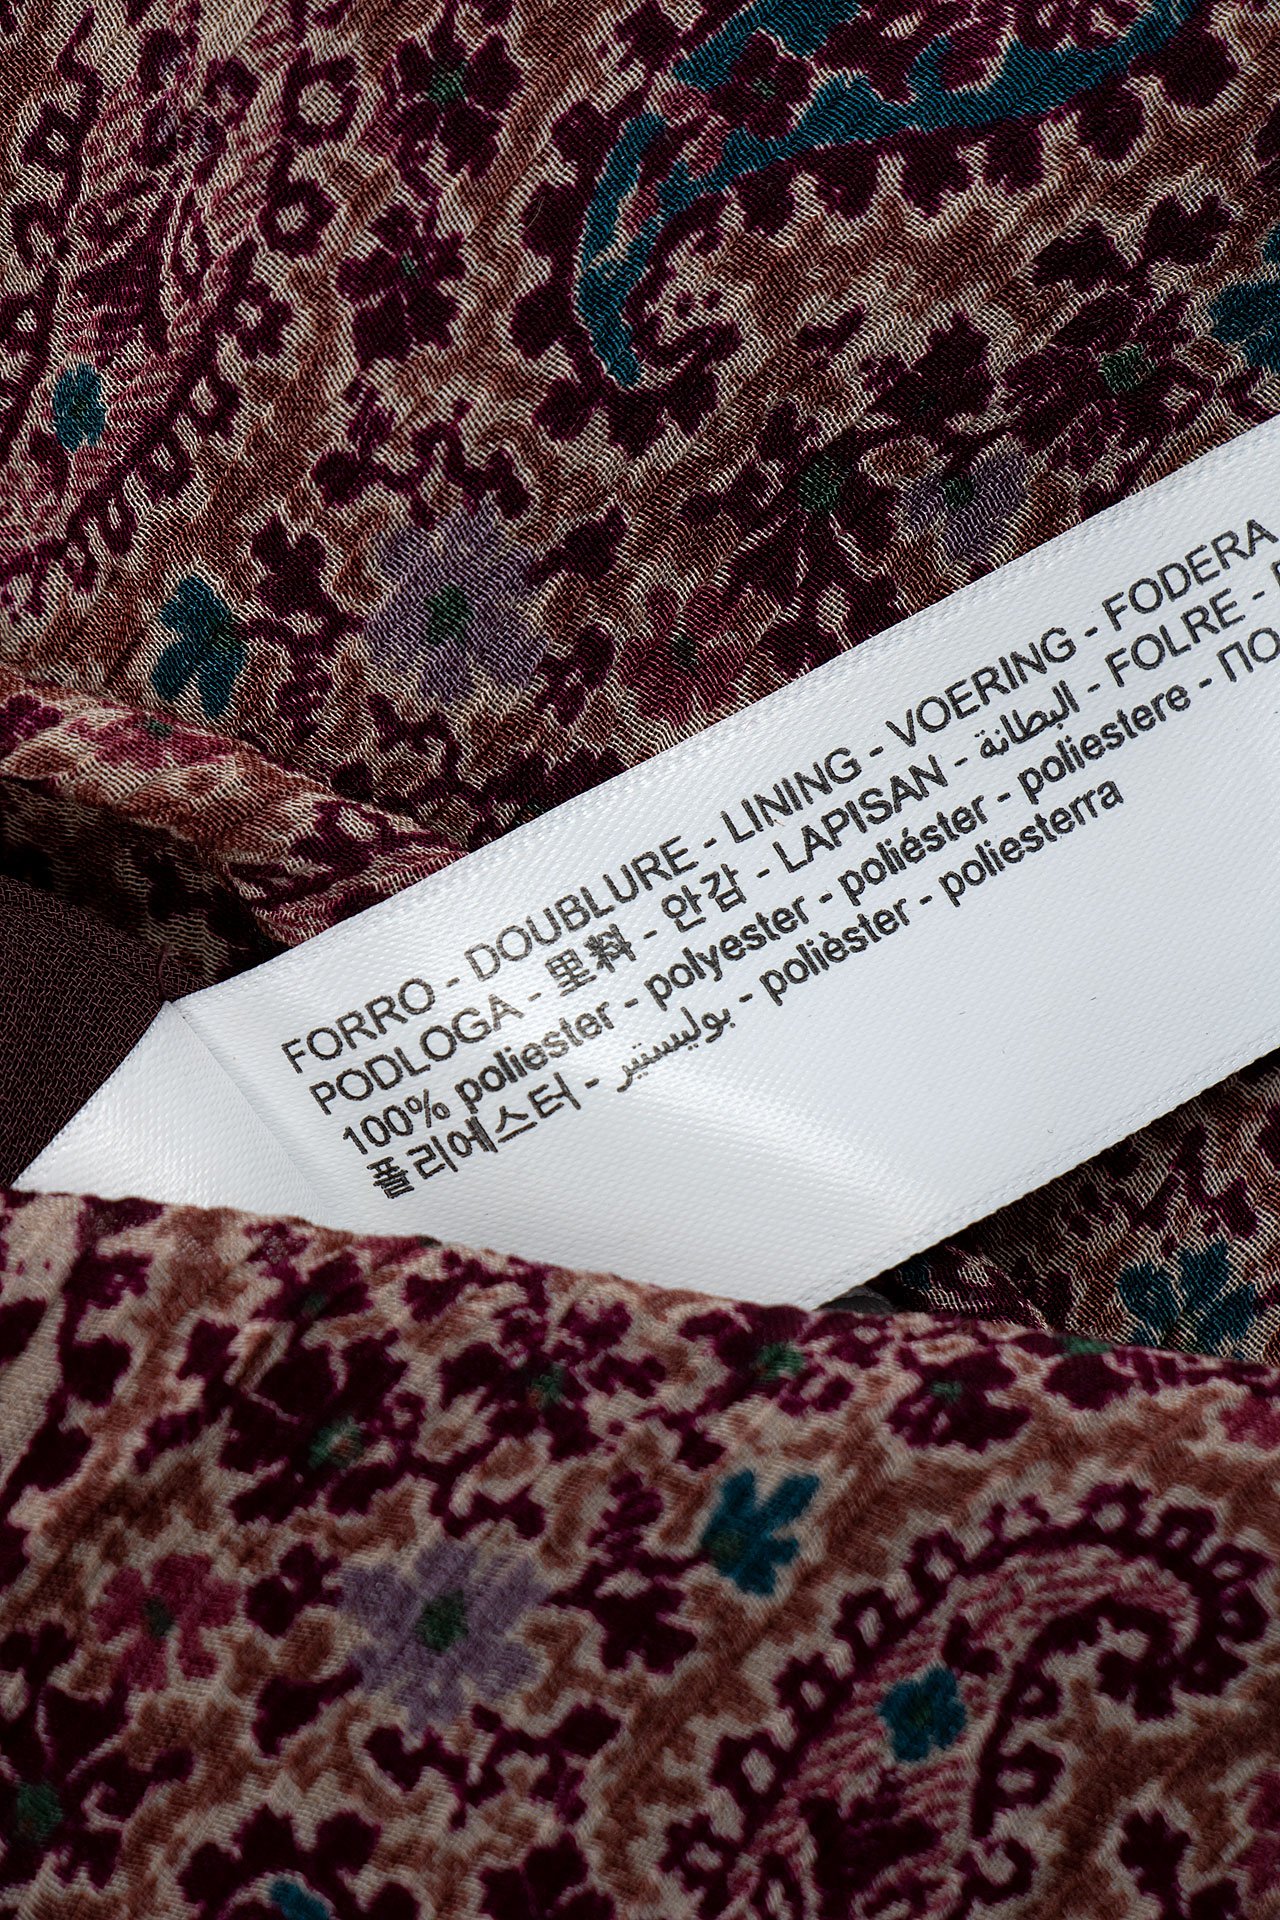 FORRO - DOUBLURE - LINING - VOERING - FODERA
PODLOGA - 里料 - 안감 - LAPISAN - البطانة - FOLRE -
100% poliester - polyester - poliéster - poliestere -
폴리에스터 - بوليستير - polièster - poliesterra